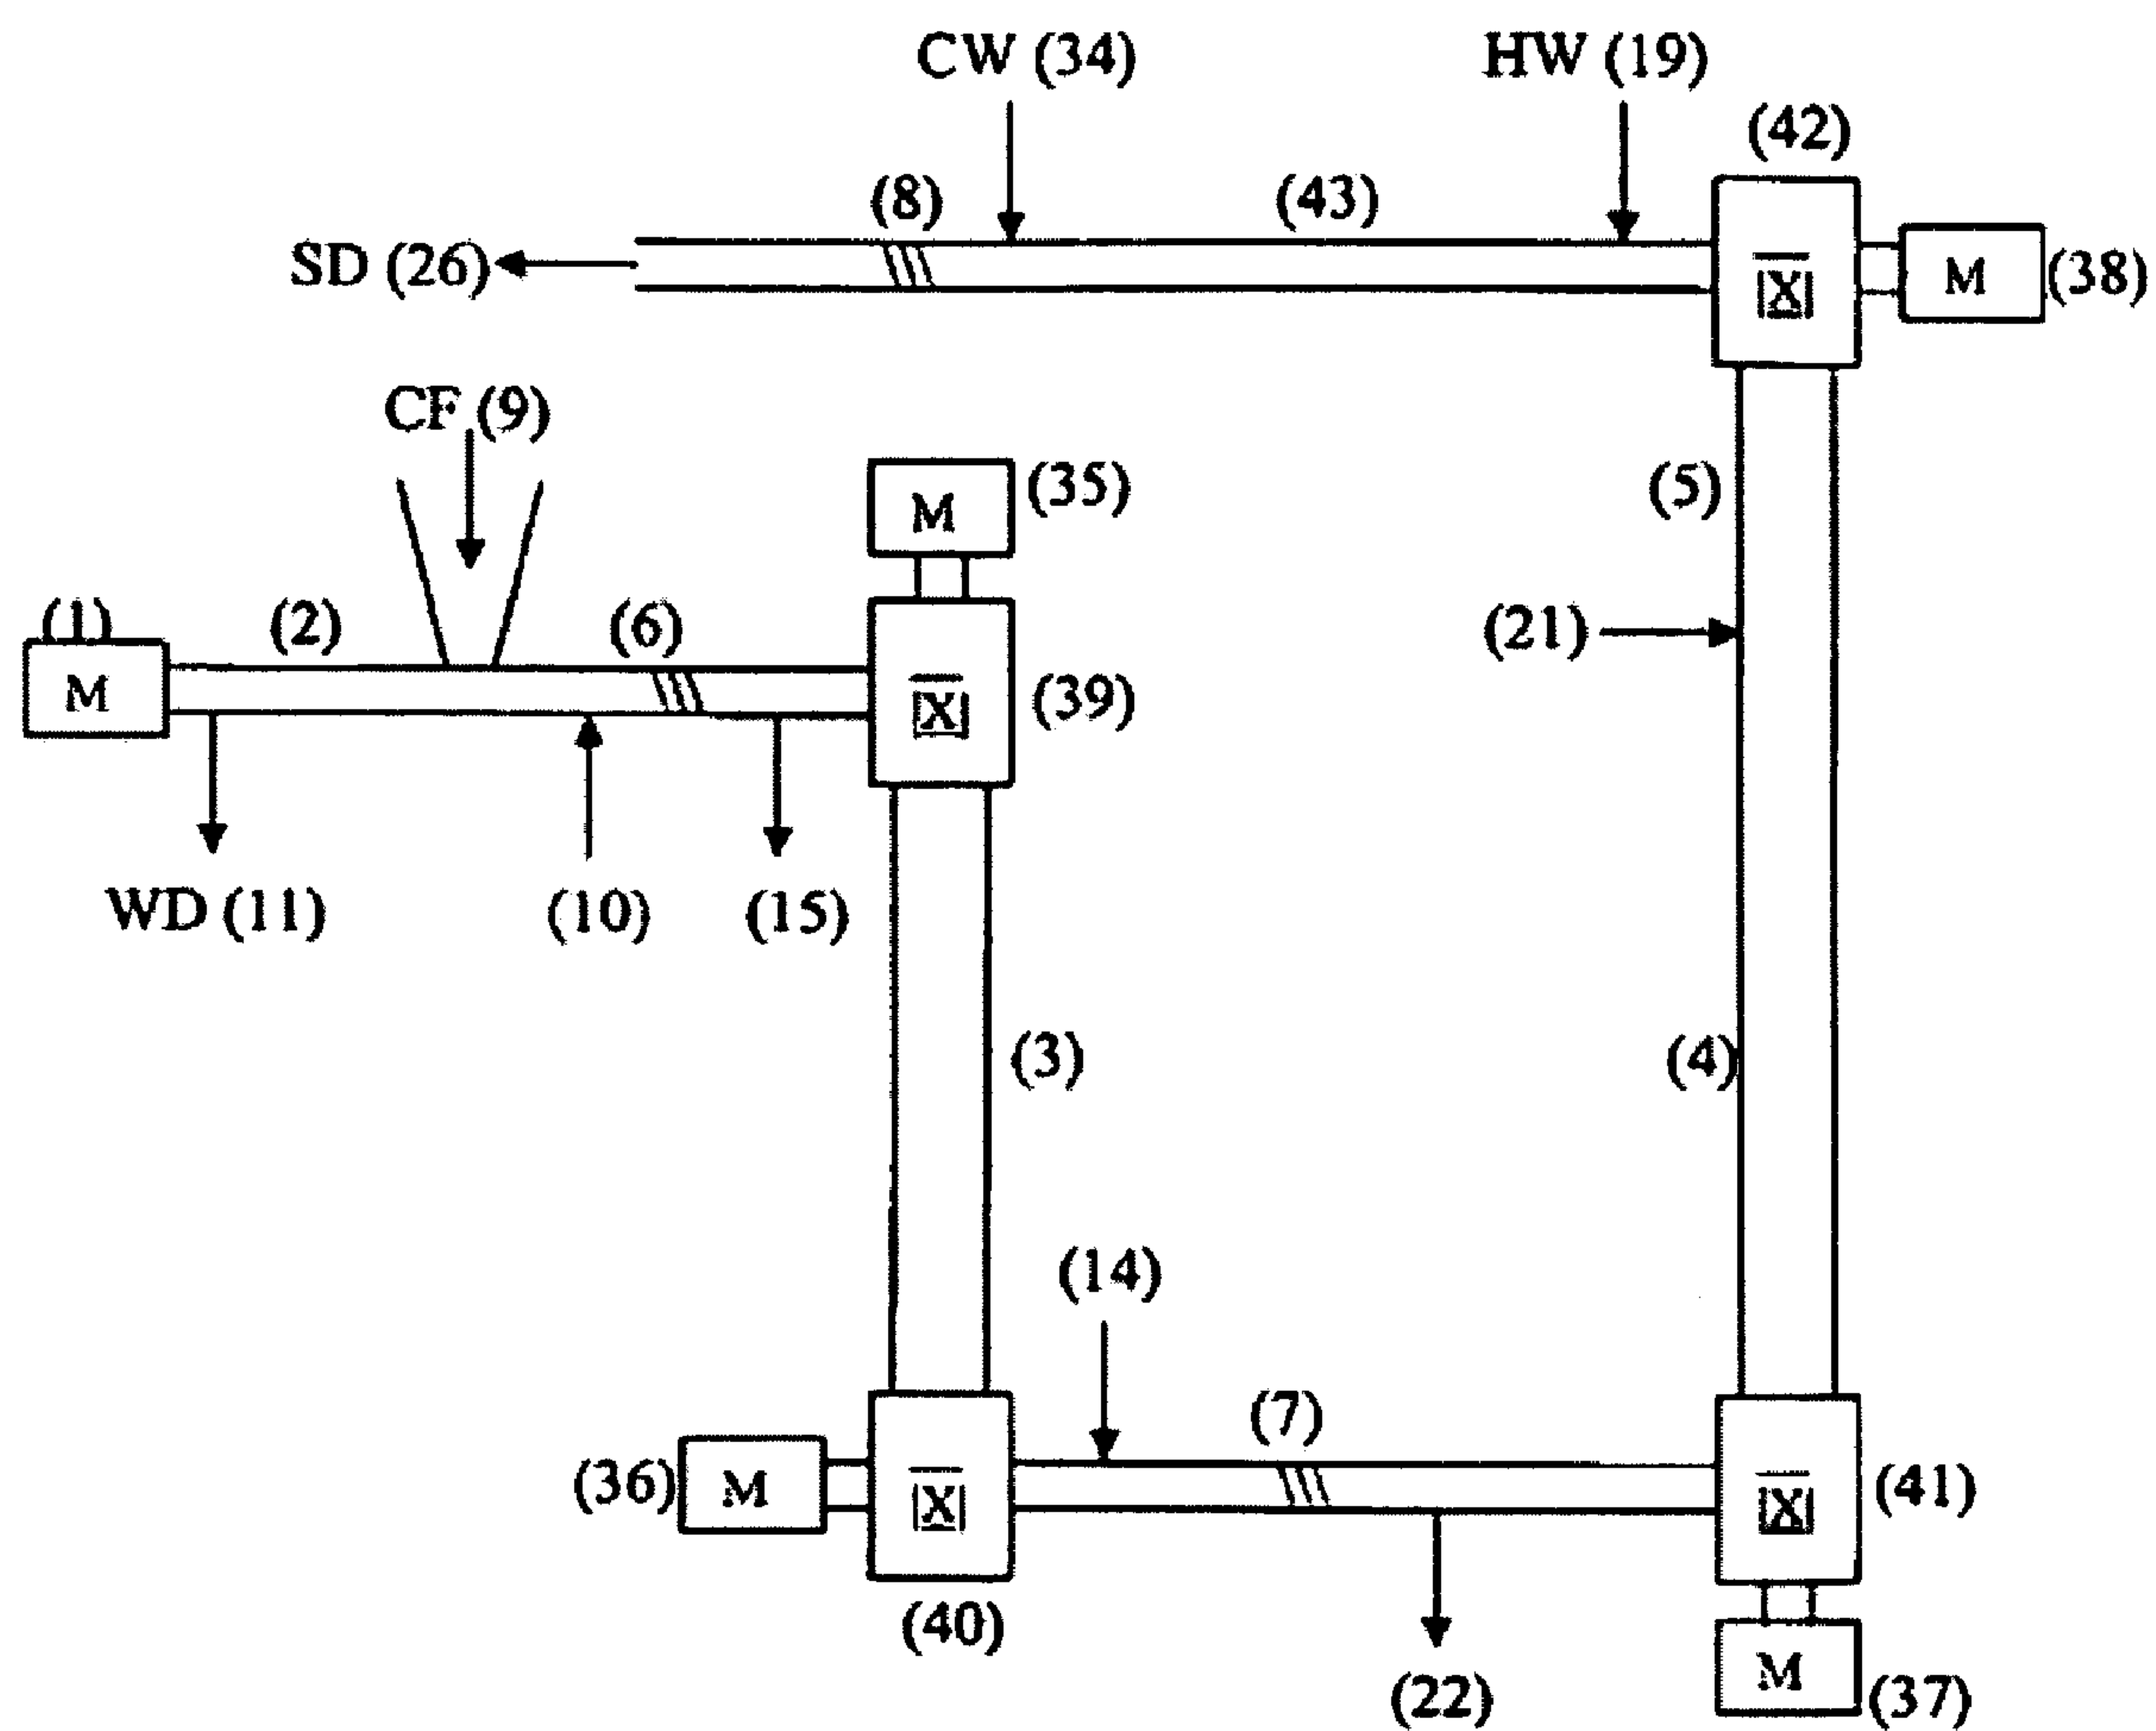 CW (34)
HW (19)
(42)
(8)
(43)
SD (26)
X
M
(38)
CF (9)
(5)
M
(35)
(1)
(2)
(6)
(21)
M
X
(39)
WD (11)
(10)
(15)
(3)
(4)
(14)
(7)
(36)
M
X
X
(41)
(40)
M
(22)
(37)